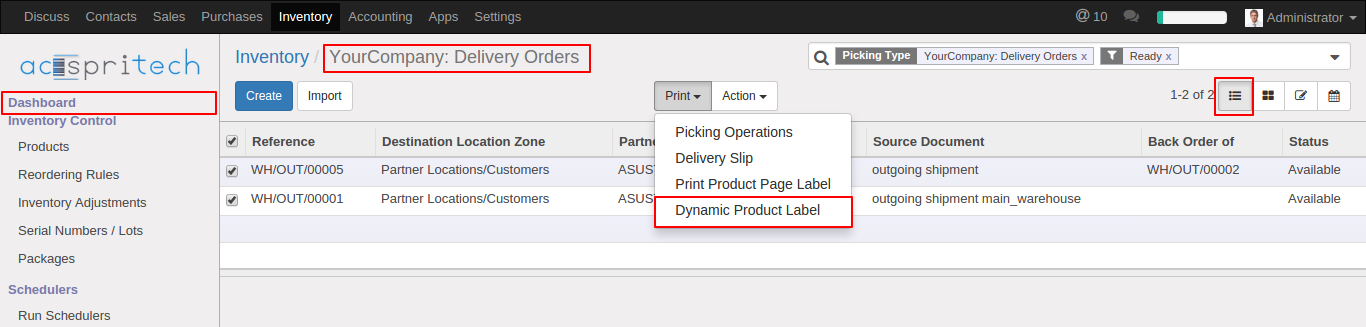 Discuss Contacts Sales Purchases Inventory Accounting Apps Settings @ 10 Administrator
acespritech
Inventory / YourCompany: Delivery Orders
Picking Type YourCompany: Delivery Orders x Ready x
Create Import Print Action 1-2 of 2
Dashboard
Inventory Control
Products
Reordering Rules
Inventory Adjustments
Serial Numbers / Lots
Packages
Schedulers
Run Schedulers
Picking Operations
Delivery Slip
Print Product Page Label
Dynamic Product Label
Reference Destination Location Zone Partn Source Document Back Order of Status
WH/OUT/00005 Partner Locations/Customers ASUS outgoing shipment WH/OUT/00002 Available
WH/OUT/00001 Partner Locations/Customers ASUS outgoing shipment main_warehouse Available